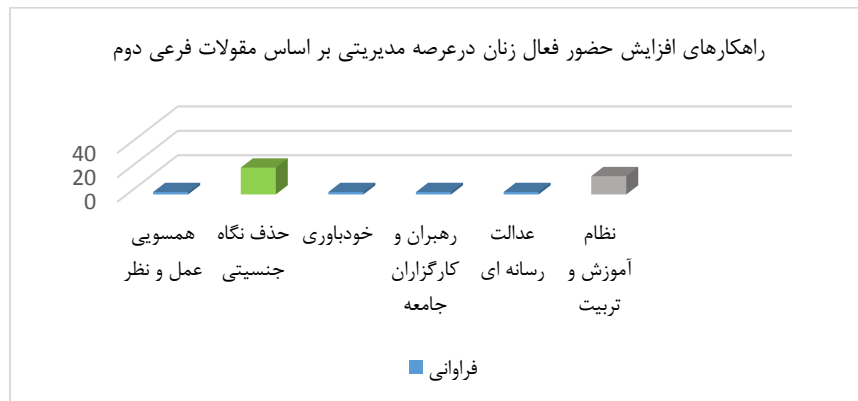 راهکارهای افزایش حضور فعال زنان درعرصه مدیریتی بر اساس مقولات فرعی دوم
40
20
0
همسویی عمل و نظر
حذف نگاه جنسیتی
خودباوری
رهبران و کارگزاران جامعه
عدالت رسانه ای
نظام آموزش و تربیت
فراوانی